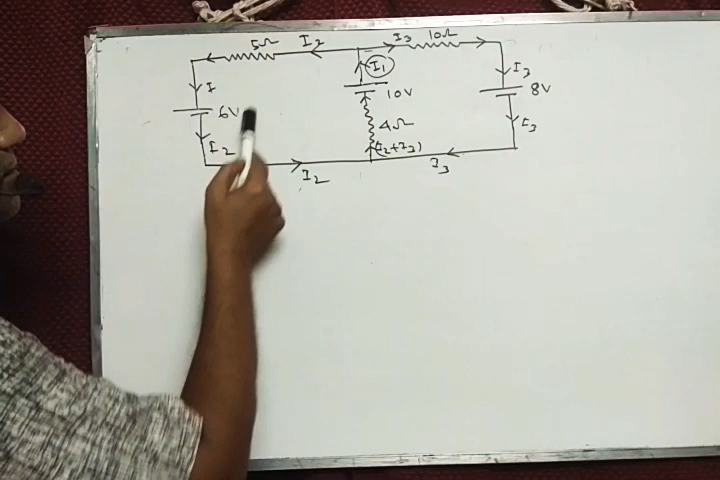 5Ω I₂ I₃ 10Ω
I I₁ I₃
6V 10V 8V
I₂ 4Ω I₃
(I₂+I₃)
I₂ I₃